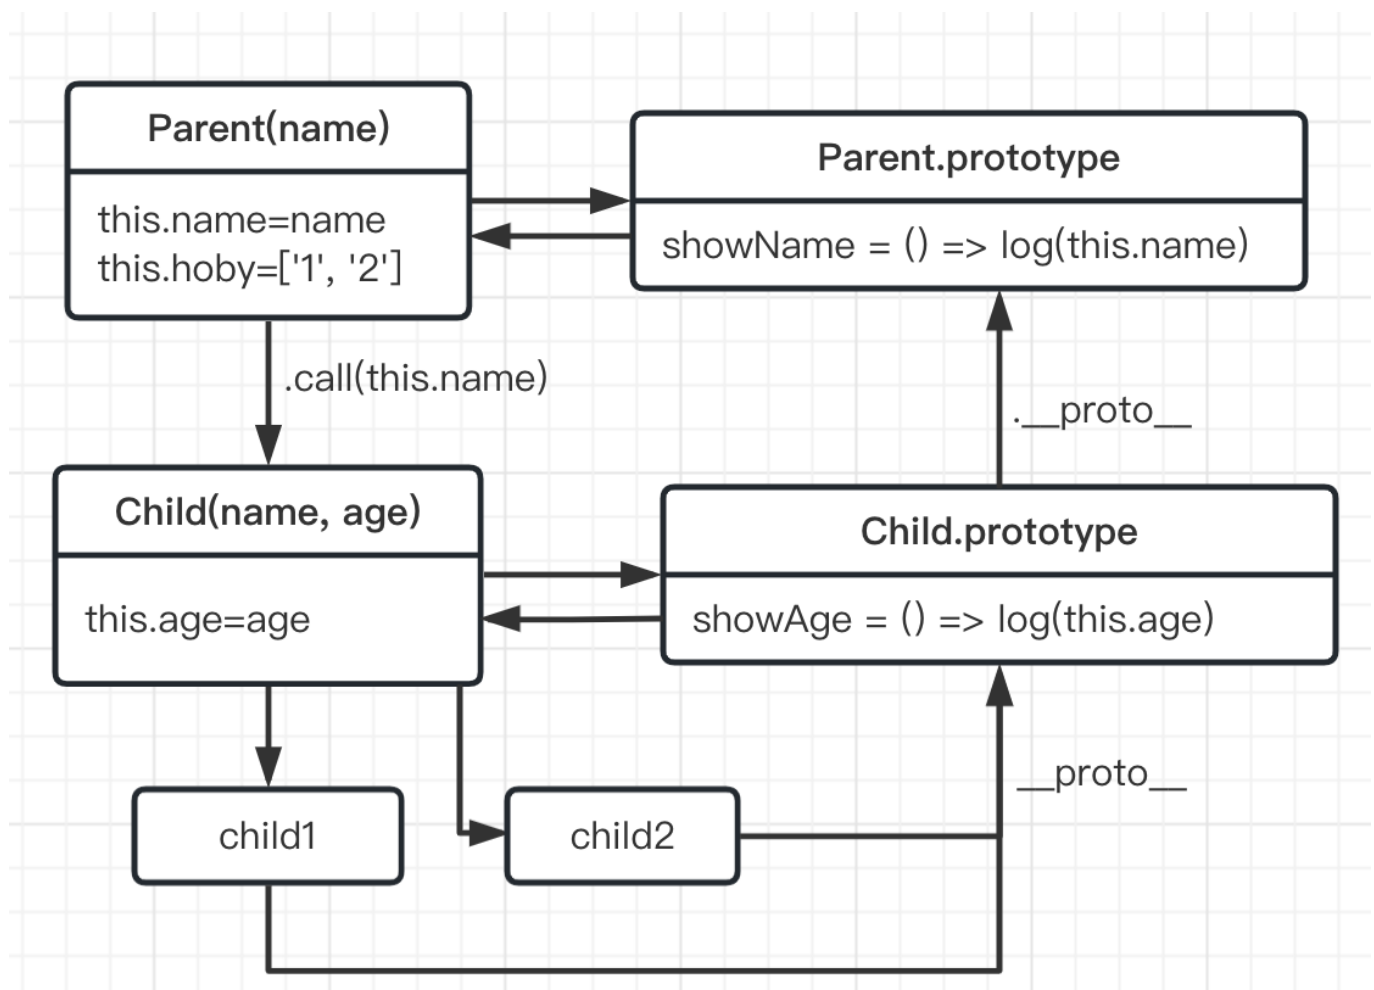 Parent(name)
this.name=name
this.hoby=['1', '2']
Parent.prototype
showName = () => log(this.name)
.call(this.name)
.__proto__
Child(name, age)
this.age=age
Child.prototype
showAge = () => log(this.age)
__proto__
child1
child2